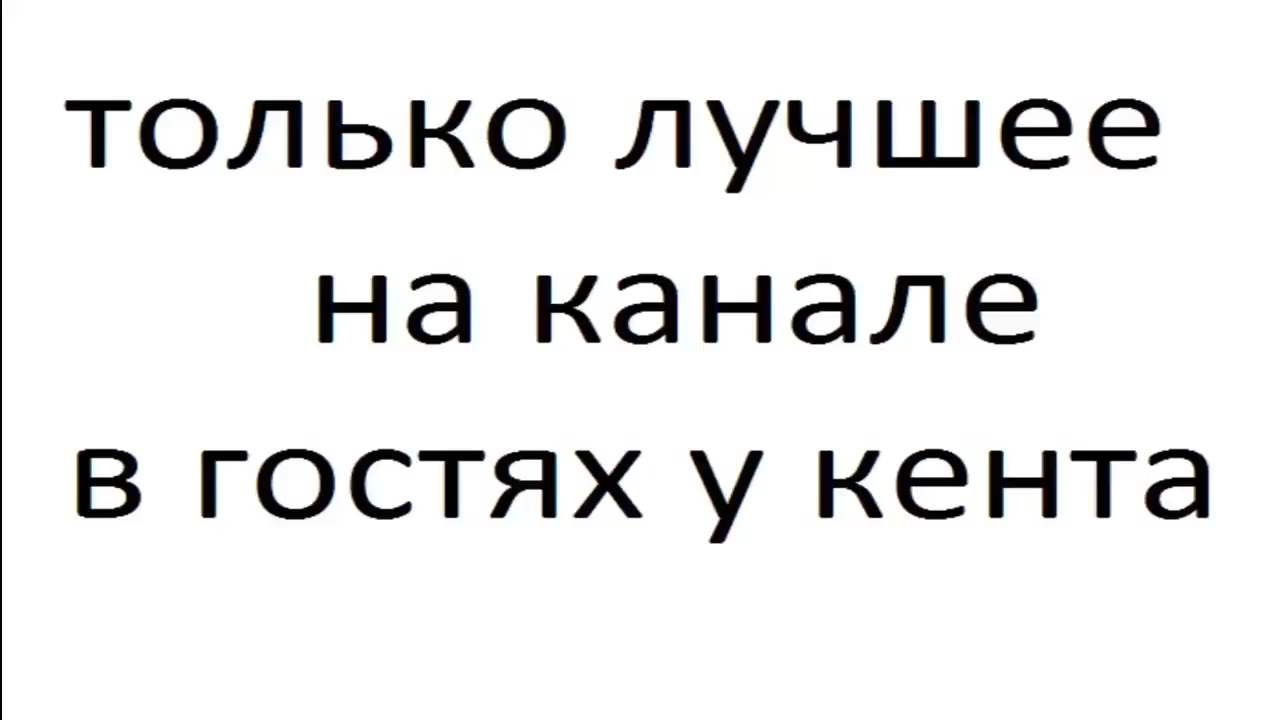 только лучшее
на канале
в гостях у кента